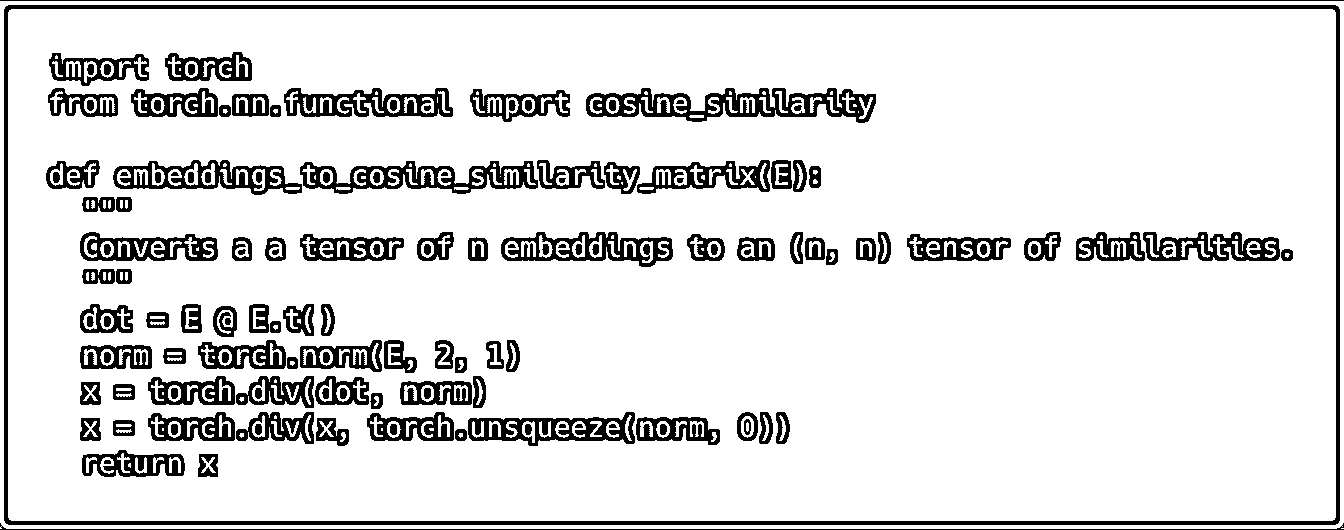 import torch
from torch.nn.functional import cosine_similarity
def embeddings_to_cosine_similarity_matrix(E):
"""
Converts a a tensor of n embeddings to an (n, n) tensor of similarities.
"""
dot = E @ E.t()
norm = torch.norm(E, 2, 1)
x = torch.div(dot, norm)
x = torch.div(x, torch.unsqueeze(norm, 0))
return x